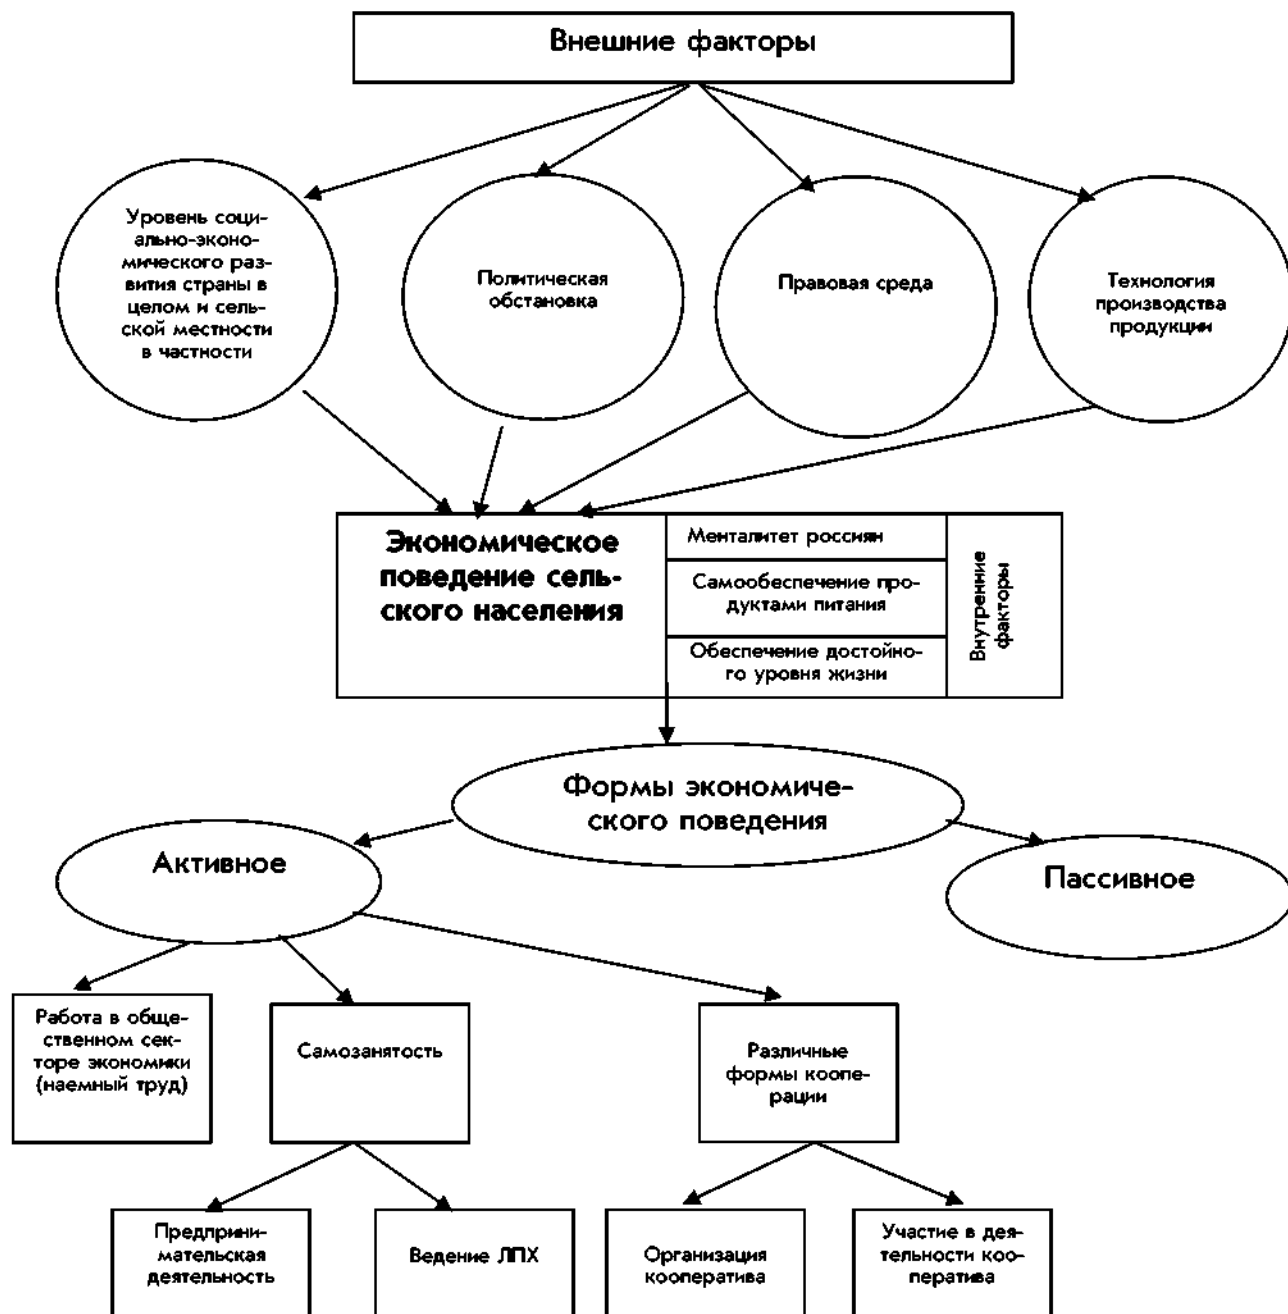 Внешние факторы
Уровень соци-
ально-эконо-
мического раз-
вития страны в
целом и сель-
ской местности
в частности
Политическая
обстановка
Правовая среда
Технология
производства
продукции
Экономическое
поведение сель-
ского населения
Менталитет россиян
Самообеспечение про-
дуктами питания
Обеспечение достойно-
го уровня жизни
Внутренние
факторы
Формы экономиче-
ского поведения
Активное
Пассивное
Работа в обще-
ственном сек-
торе экономики
(наемный труд)
Самозанятость
Различные
формы коопе-
рации
Предприни-
мательская
деятельность
Ведение ЛПХ
Организация
кооператива
Участие в дея-
тельности коо-
ператива